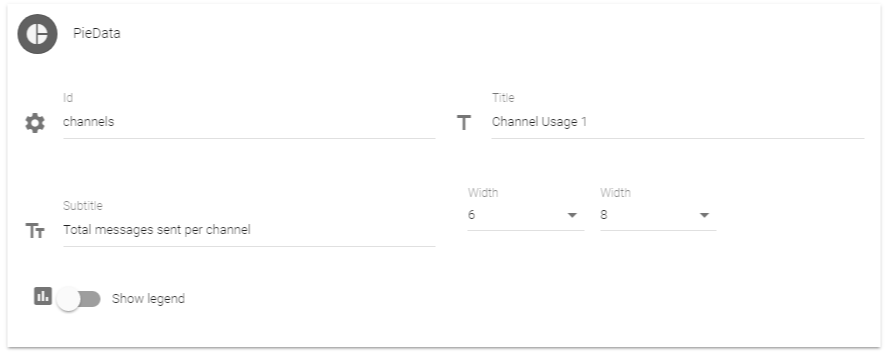 PieData
Id
channels
Title
Channel Usage 1
Subtitle
Total messages sent per channel
Width
6
Width
8
Show legend